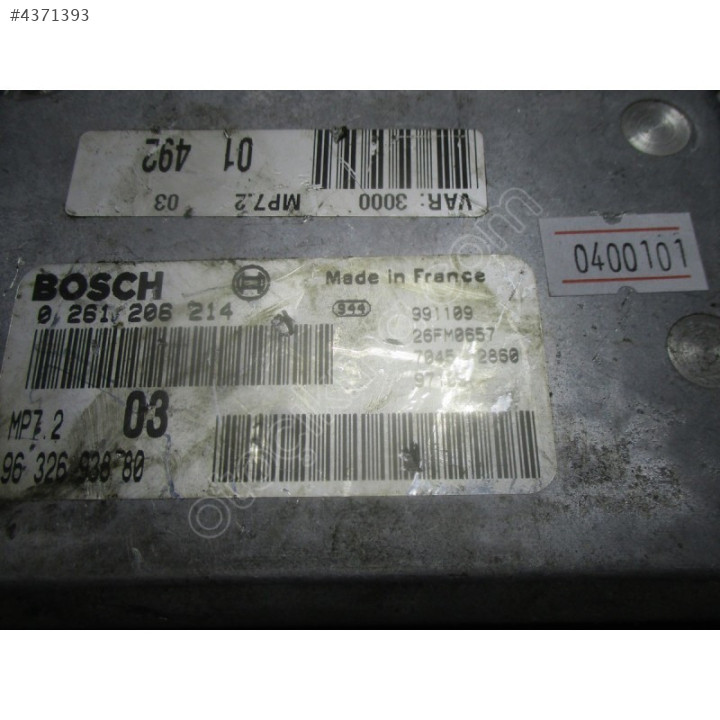 #4371393
01 492
VAR: 3000 MP7.2 03
0400101
BOSCH
Made in France
0 261 206 214
944
991109
26FM0657
2860
MP7.2 03
96 326 938 80